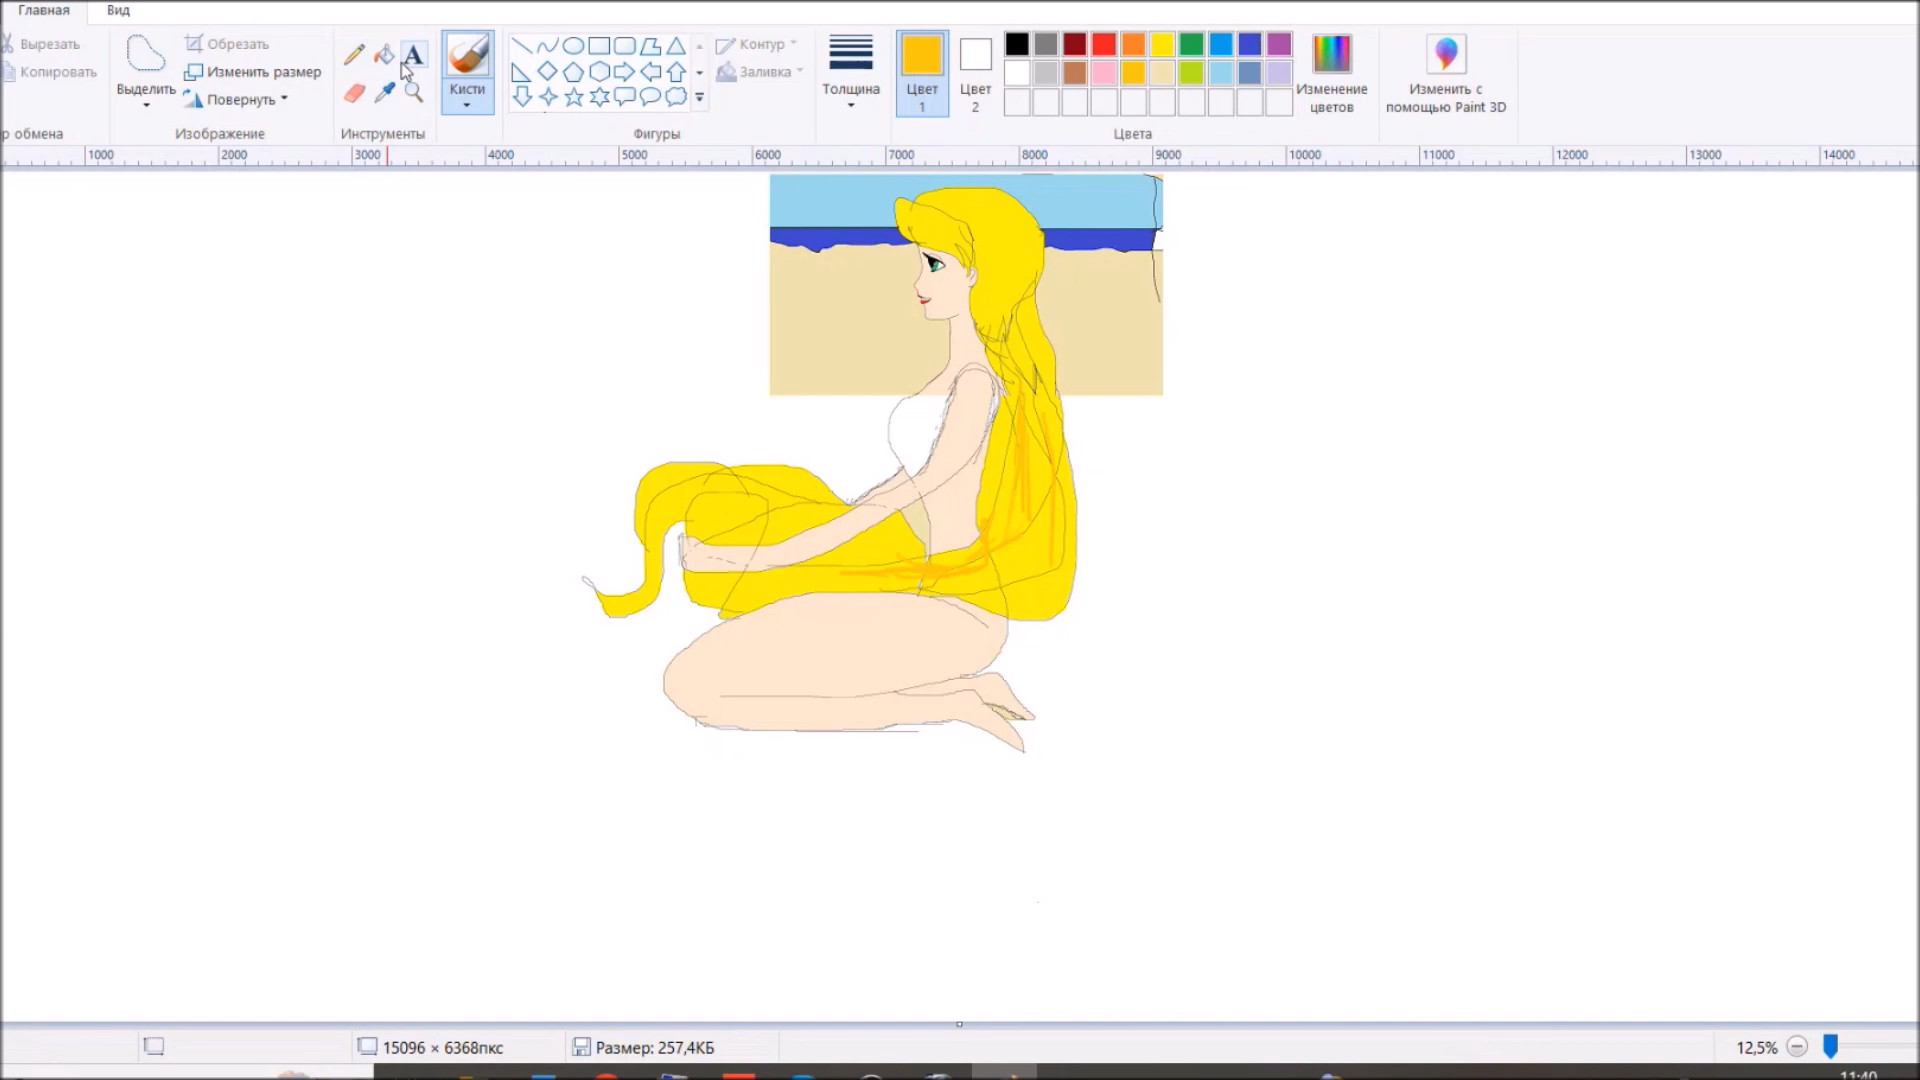 Главная Вид
Вырезать
Копировать
р обмена
Выделить
Обрезать
Изменить размер
Повернуть
Изображение
A
Инструменты
Кисти
Фигуры
Контур
Заливка
Толщина
Цвет 1
Цвет 2
Цвета
Изменение цветов
Изменить с помощью Paint 3D
1000 2000 3000 4000 5000 6000 7000 8000 9000 10000 11000 12000 13000 14000
15096 × 6368пкс Размер: 257,4КБ 12,5%
11:40